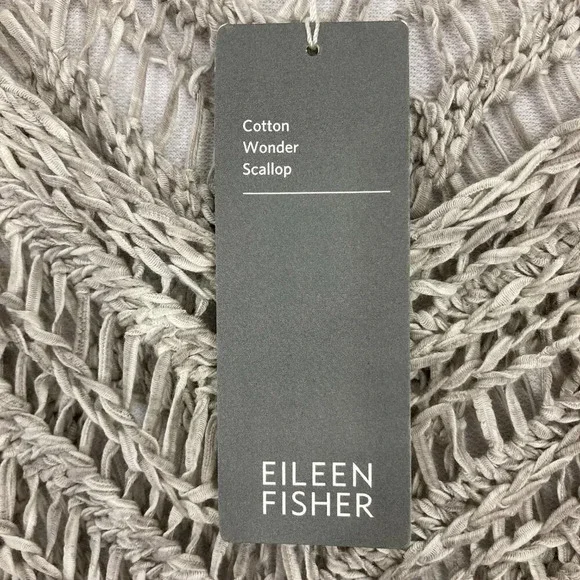 Cotton
Wonder
Scallop
EILEEN
FISHER